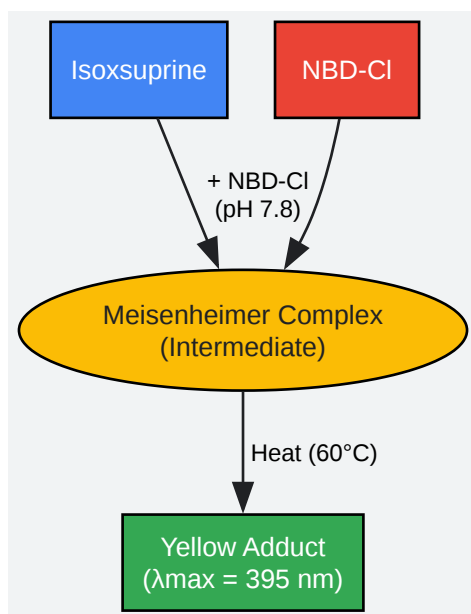 Isoxsuprine
NBD-Cl
+ NBD-Cl
(pH 7.8)
Meisenheimer Complex
(Intermediate)
Heat (60°C)
Yellow Adduct
(λmax = 395 nm)